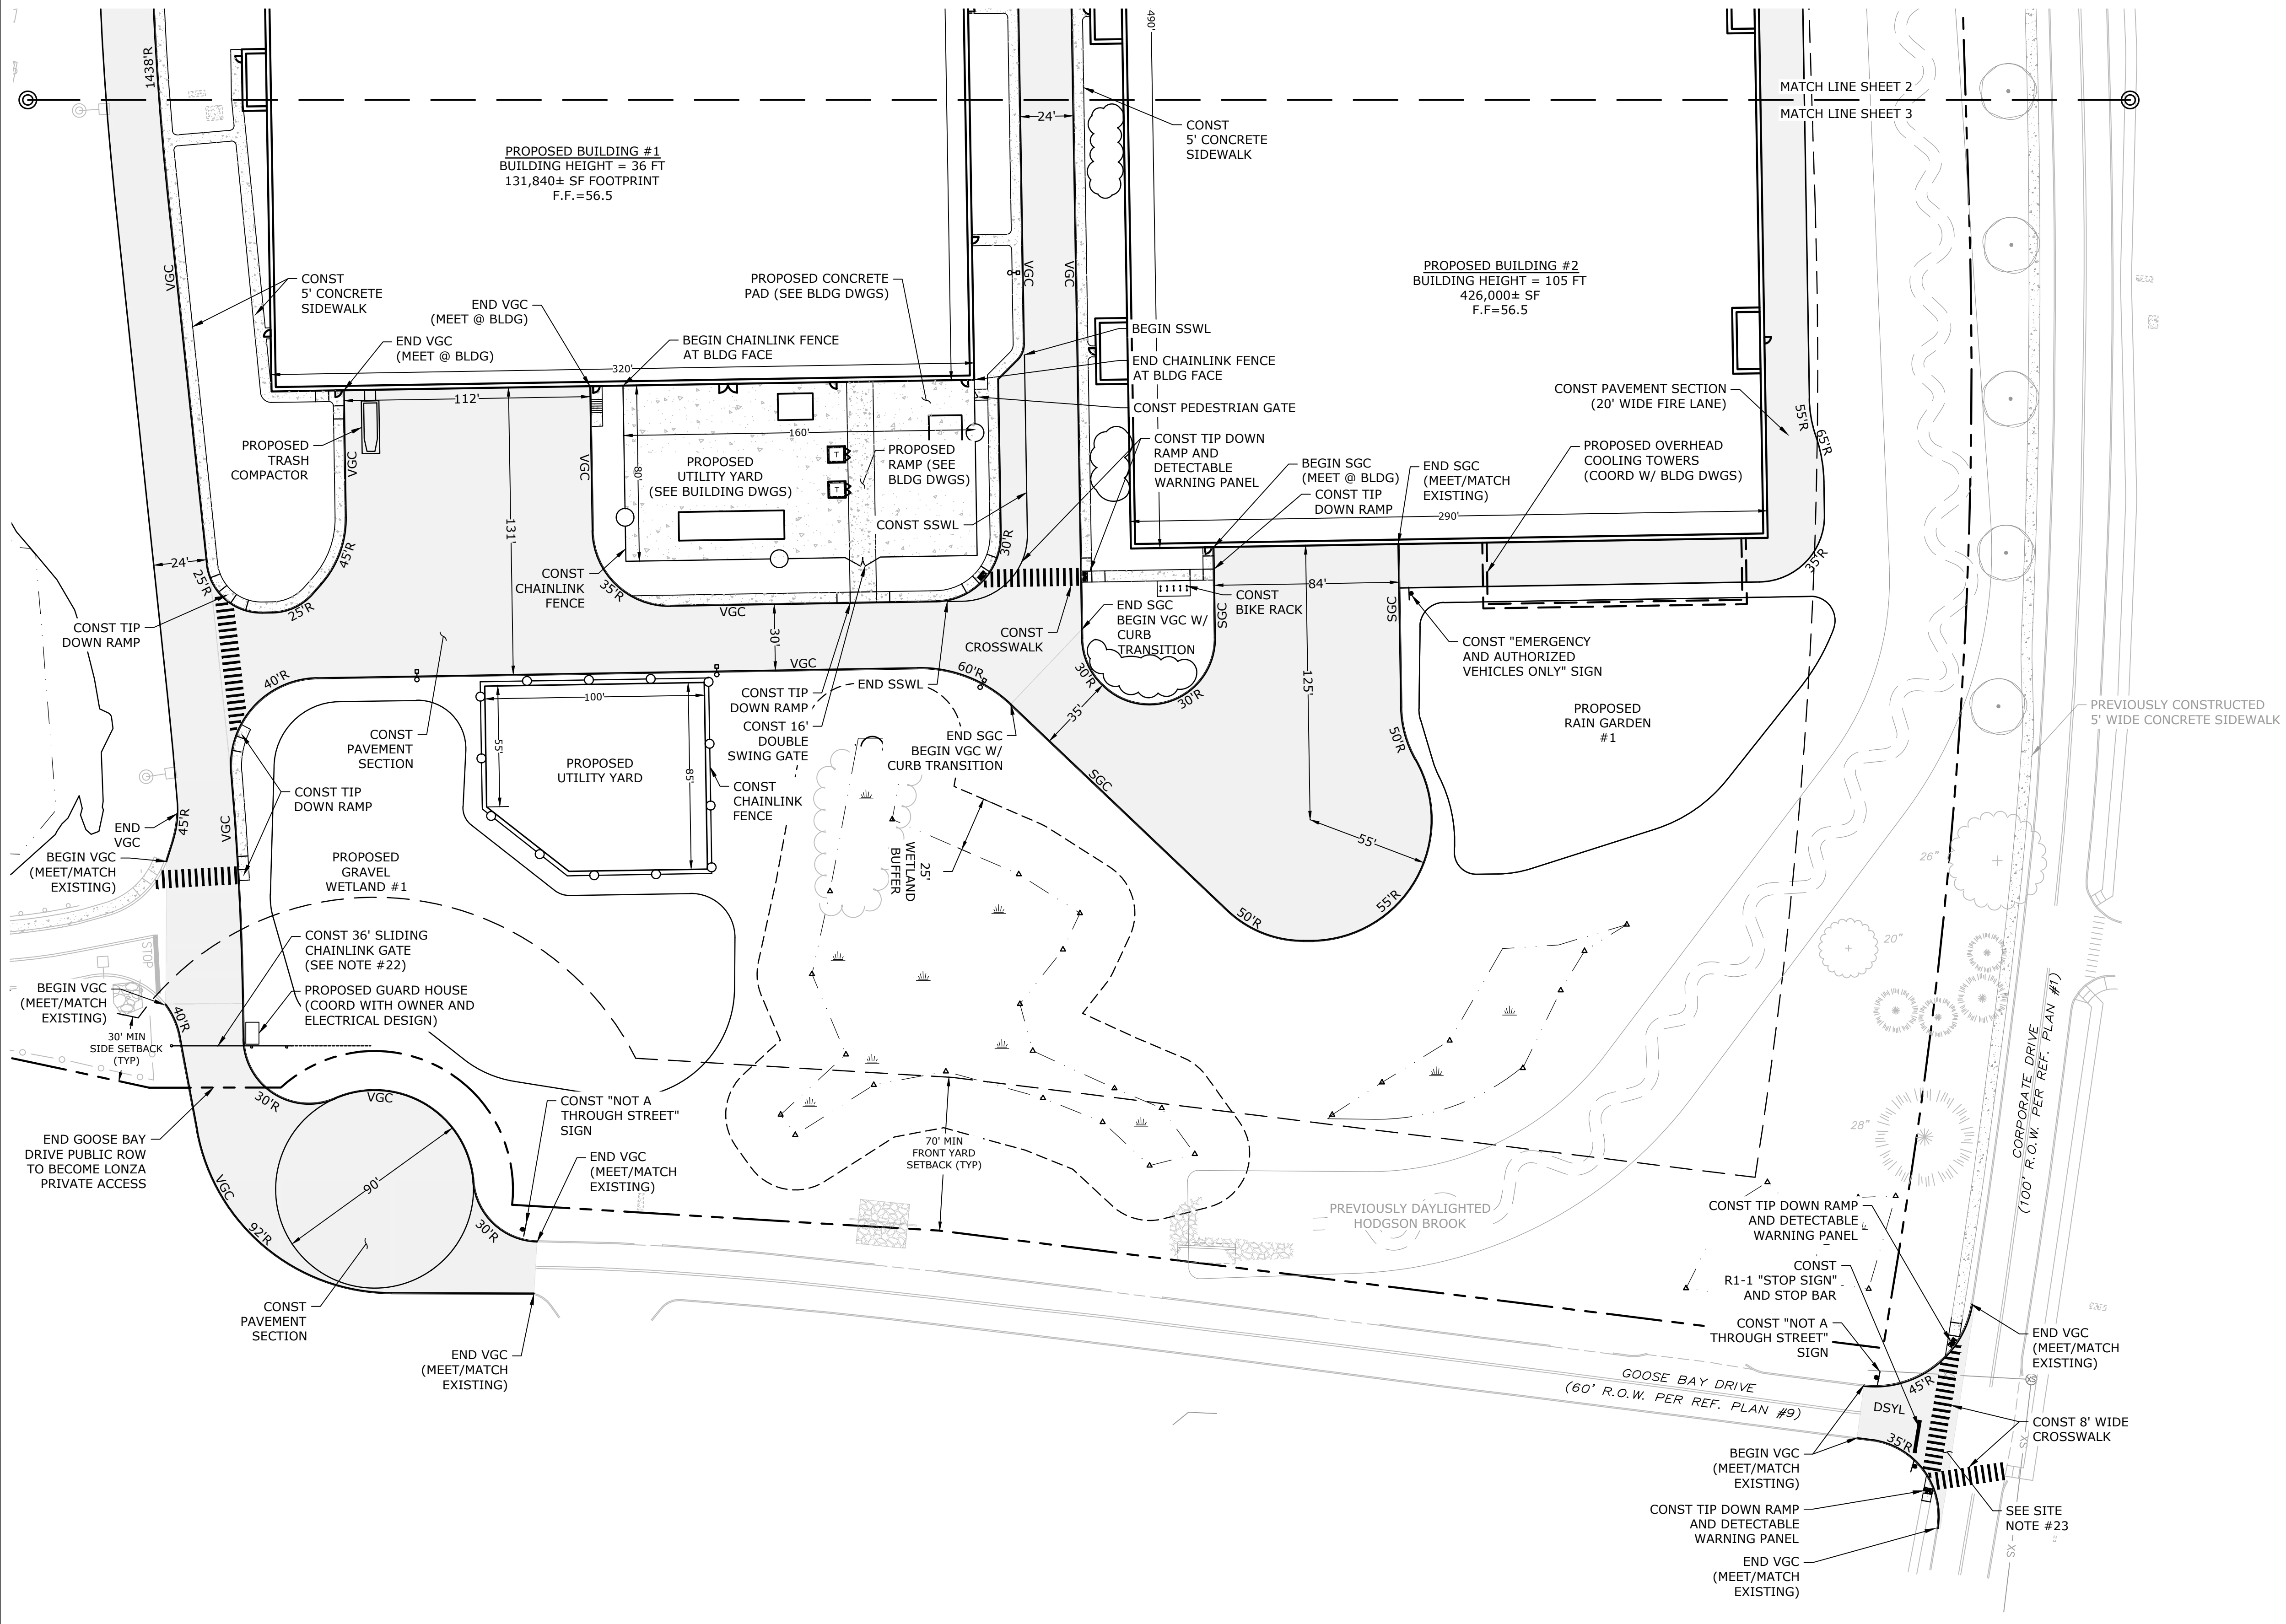 MATCH LINE SHEET 2
MATCH LINE SHEET 3
1438'R
490'
24'
CONST
5' CONCRETE
SIDEWALK
PROPOSED BUILDING #1
BUILDING HEIGHT = 36 FT
131,840± SF FOOTPRINT
F.F.=56.5
PROPOSED BUILDING #2
BUILDING HEIGHT = 105 FT
426,000± SF
F.F=56.5
VGC
CONST
5' CONCRETE
SIDEWALK
END VGC
(MEET @ BLDG)
END VGC
(MEET @ BLDG)
PROPOSED CONCRETE
PAD (SEE BLDG DWGS)
BEGIN CHAINLINK FENCE
AT BLDG FACE
VGC
VGC
BEGIN SSWL
END CHAINLINK FENCE
AT BLDG FACE
CONST PEDESTRIAN GATE
CONST TIP DOWN
RAMP AND
DETECTABLE
WARNING PANEL
320'
112'
160'
80'
131'
PROPOSED
TRASH
COMPACTOR
VGC
VGC
PROPOSED
UTILITY YARD
(SEE BUILDING DWGS)
T
T
PROPOSED
RAMP (SEE
BLDG DWGS)
CONST SSWL
BEGIN SGC
(MEET @ BLDG)
CONST TIP
DOWN RAMP
END SGC
(MEET/MATCH
EXISTING)
CONST PAVEMENT SECTION
(20' WIDE FIRE LANE)
PROPOSED OVERHEAD
COOLING TOWERS
(COORD W/ BLDG DWGS)
55'R
65'R
35'R
290'
84'
24'
25'R
25'R
45'R
CONST TIP
DOWN RAMP
CONST
CHAINLINK
FENCE
35'R
VGC
30'R
30'
CONST
CROSSWALK
END SGC
BEGIN VGC W/
CURB
TRANSITION
CONST
BIKE RACK
SGC
SGC
CONST "EMERGENCY
AND AUTHORIZED
VEHICLES ONLY" SIGN
PROPOSED
RAIN GARDEN
#1
PREVIOUSLY CONSTRUCTED
5' WIDE CONCRETE SIDEWALK
40'R
VGC
60'R
30'R
30'R
35'
125'
50'R
END SSWL
CONST TIP
DOWN RAMP
CONST 16'
DOUBLE
SWING GATE
END SGC
BEGIN VGC W/
CURB TRANSITION
CONST
PAVEMENT
SECTION
100'
55'
85'
PROPOSED
UTILITY YARD
CONST
CHAINLINK
FENCE
CONST TIP
DOWN RAMP
SGC
55'
50'R
55'R
25'
WETLAND
BUFFER
END
VGC
45'R
VGC
BEGIN VGC
(MEET/MATCH
EXISTING)
PROPOSED
GRAVEL
WETLAND #1
26"
20"
28"
STOP
CONST 36' SLIDING
CHAINLINK GATE
(SEE NOTE #22)
PROPOSED GUARD HOUSE
(COORD WITH OWNER AND
ELECTRICAL DESIGN)
BEGIN VGC
(MEET/MATCH
EXISTING)
30' MIN
SIDE SETBACK
(TYP)
40'R
30'R
VGC
CONST "NOT A
THROUGH STREET"
SIGN
END VGC
(MEET/MATCH
EXISTING)
END GOOSE BAY
DRIVE PUBLIC ROW
TO BECOME LONZA
PRIVATE ACCESS
VGC
92'R
90'
30'R
CONST
PAVEMENT
SECTION
END VGC
(MEET/MATCH
EXISTING)
70' MIN
FRONT YARD
SETBACK (TYP)
PREVIOUSLY DAYLIGHTED
HODGSON BROOK
CORPORATE DRIVE
(100' R.O.W. PER REF. PLAN #1)
CONST TIP DOWN RAMP
AND DETECTABLE
WARNING PANEL
CONST
R1-1 "STOP SIGN"
AND STOP BAR
CONST "NOT A
THROUGH STREET"
SIGN
END VGC
(MEET/MATCH
EXISTING)
GOOSE BAY DRIVE
(60' R.O.W. PER REF. PLAN #9)
45'R
DSYL
35'R
CONST 8' WIDE
CROSSWALK
BEGIN VGC
(MEET/MATCH
EXISTING)
CONST TIP DOWN RAMP
AND DETECTABLE
WARNING PANEL
SEE SITE
NOTE #23
END VGC
(MEET/MATCH
EXISTING)
SX
SX